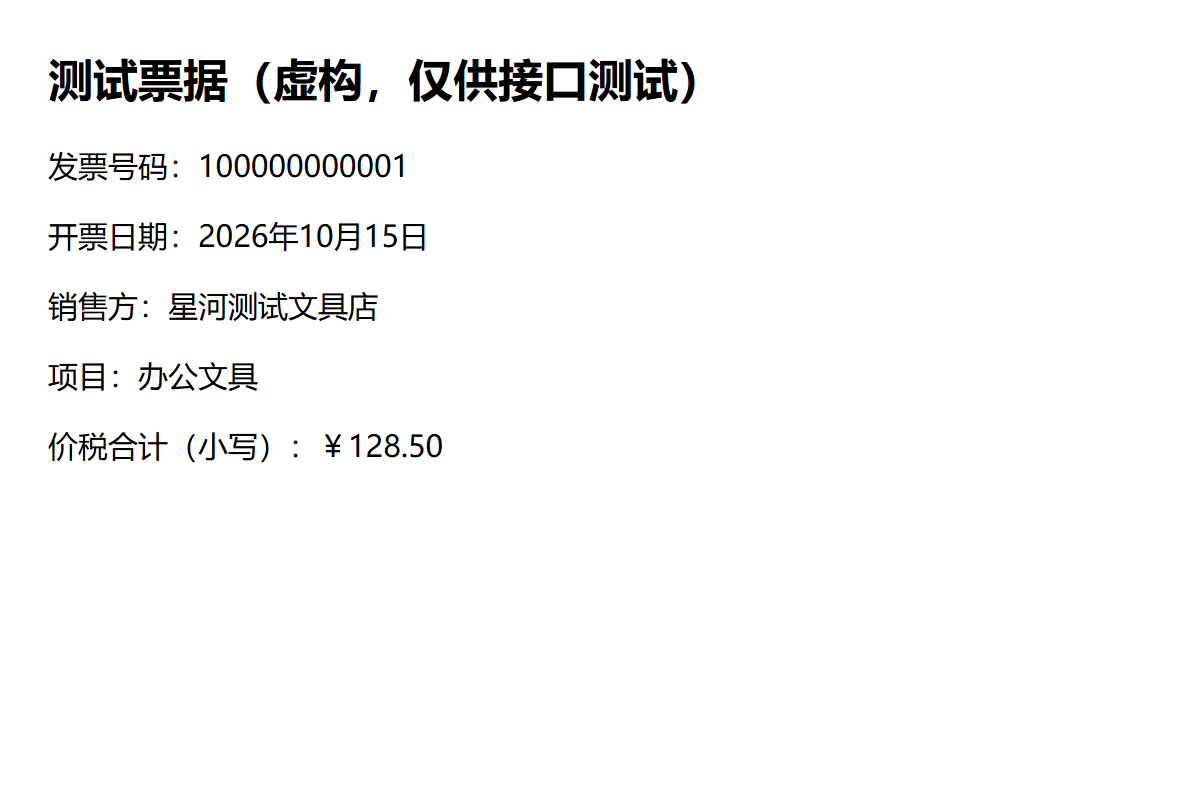 测试票据（虚构，仅供接口测试）
发票号码：100000000001
开票日期：2026年10月15日
销售方：星河测试文具店
项目：办公文具
价税合计（小写）：￥128.50